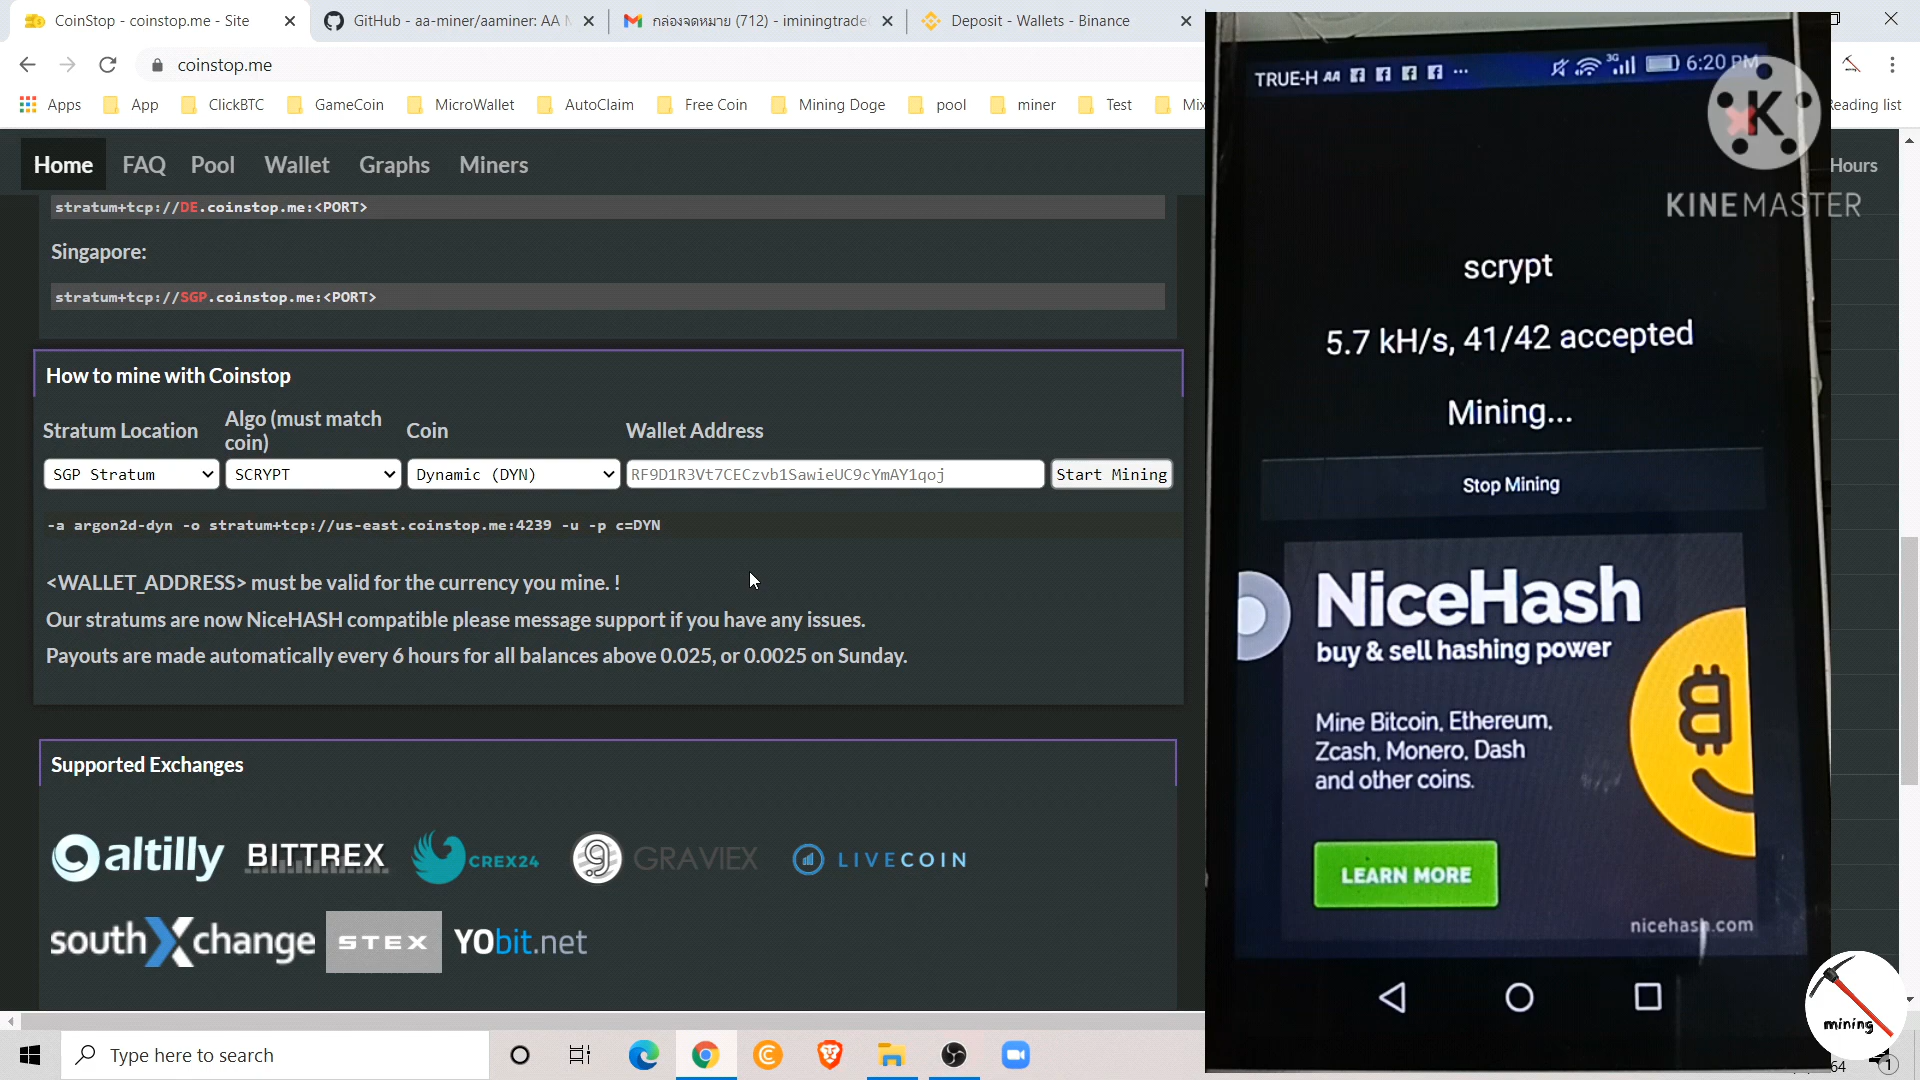 CoinStop - coinstop.me - Site
GitHub - aa-miner/aaminer: AA M
กล่องจดหมาย (712) - iminingtrade
Deposit - Wallets - Binance
coinstop.me
Apps
App
ClickBTC
GameCoin
MicroWallet
AutoClaim
Free Coin
Mining Doge
pool
miner
Test
Mix
Reading list
Home
FAQ
Pool
Wallet
Graphs
Miners
Hours
stratum+tcp://DE.coinstop.me:<PORT>
Singapore:
stratum+tcp://SGP.coinstop.me:<PORT>
How to mine with Coinstop
Stratum Location
Algo (must match
coin)
Coin
Wallet Address
SGP Stratum
SCRYPT
Dynamic (DYN)
RF9D1R3Vt7CECzvb1SawieUC9cYmAY1qoj
Start Mining
-a argon2d-dyn -o stratum+tcp://us-east.coinstop.me:4239 -u -p c=DYN
<WALLET_ADDRESS> must be valid for the currency you mine. !
Our stratums are now NiceHASH compatible please message support if you have any issues.
Payouts are made automatically every 6 hours for all balances above 0.025, or 0.0025 on Sunday.
Supported Exchanges
altilly
BITTREX
CREX24
GRAVIEX
LIVECOIN
southXchange
STEX
YObit.net
Type here to search
TRUE-H AA
3G
6:20 PM
K
KINEMASTER
scrypt
5.7 kH/s, 41/42 accepted
Mining...
Stop Mining
NiceHash
buy & sell hashing power
Mine Bitcoin, Ethereum,
Zcash, Monero, Dash
and other coins.
LEARN MORE
nicehash.com
mining
64
1